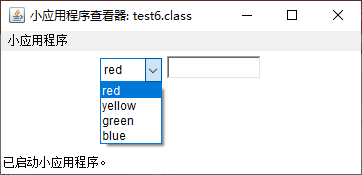 小应用程序查看器: test6.class
小应用程序
red
red
yellow
green
blue
已启动小应用程序。